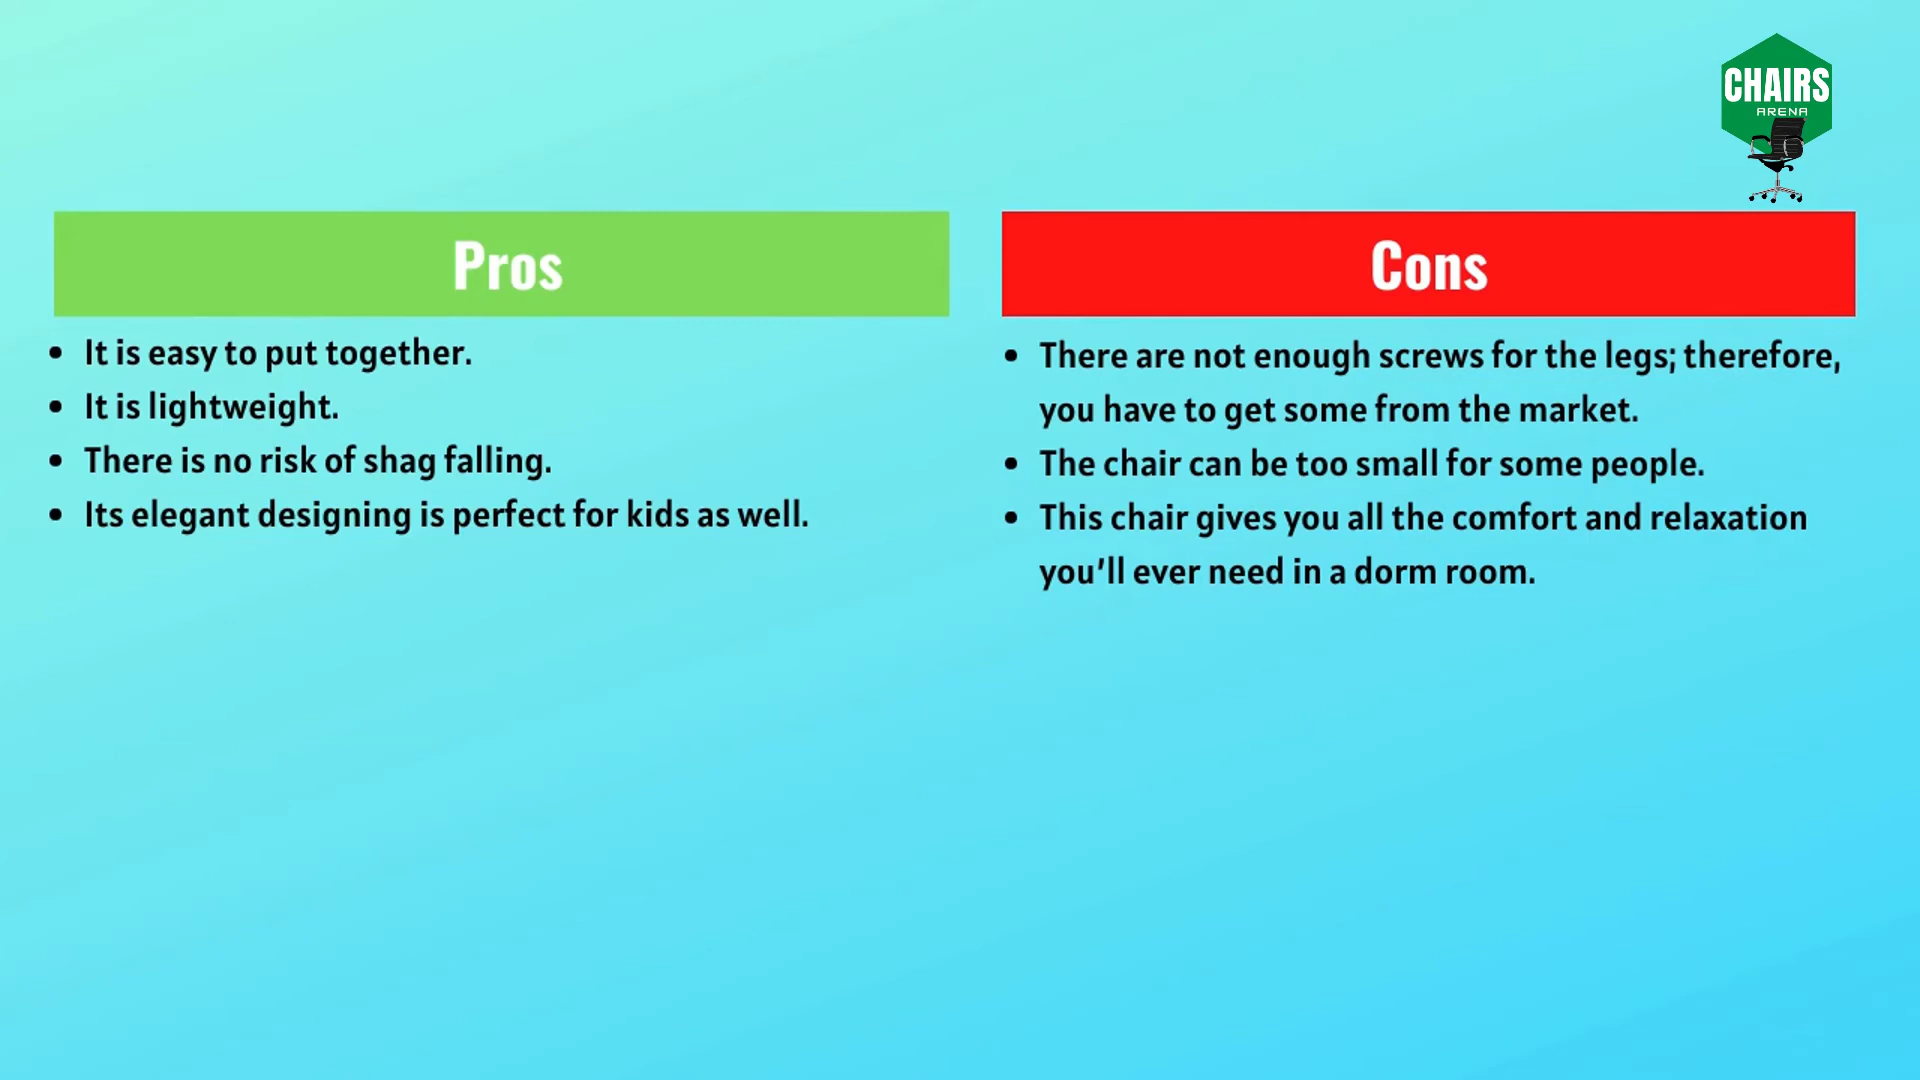 CHAIRS
ARENA
Pros
• It is easy to put together.
• It is lightweight.
• There is no risk of shag falling.
• Its elegant designing is perfect for kids as well.
Cons
• There are not enough screws for the legs; therefore,
you have to get some from the market.
• The chair can be too small for some people.
• This chair gives you all the comfort and relaxation
you'll ever need in a dorm room.